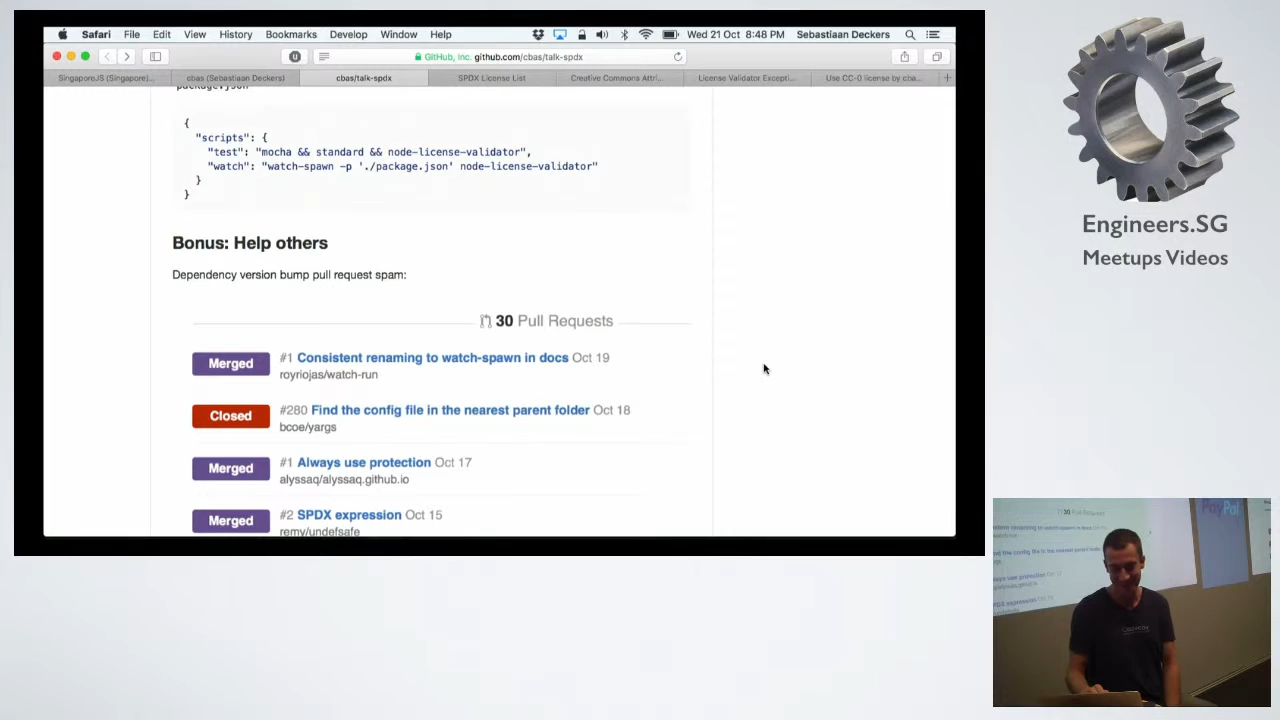 Safari File Edit View History Bookmarks Develop Window Help Wed 21 Oct 8:48 PM Sebastiaan Deckers
GitHub, Inc. github.com/cbas/talk-spdx
SingaporeJS (Singapore)... cbas (Sebastiaan Deckers) cbas/talk-spdx SPDX License List Creative Commons Attri... License Validator Excepti... Use CC-0 license by cba...
package.json
{
"scripts": {
"test": "mocha && standard && node-license-validator",
"watch": "watch-spawn -p './package.json' node-license-validator"
}
}
Bonus: Help others
Dependency version bump pull request spam:
30 Pull Requests
Merged #1 Consistent renaming to watch-spawn in docs Oct 19
royriojas/watch-run
Closed #280 Find the config file in the nearest parent folder Oct 18
bcoe/yargs
Merged #1 Always use protection Oct 17
alyssaq/alyssaq.github.io
Merged #2 SPDX expression Oct 15
remy/undefsafe
Engineers.SG
Meetups Videos
30 Pull Requests
PayPal